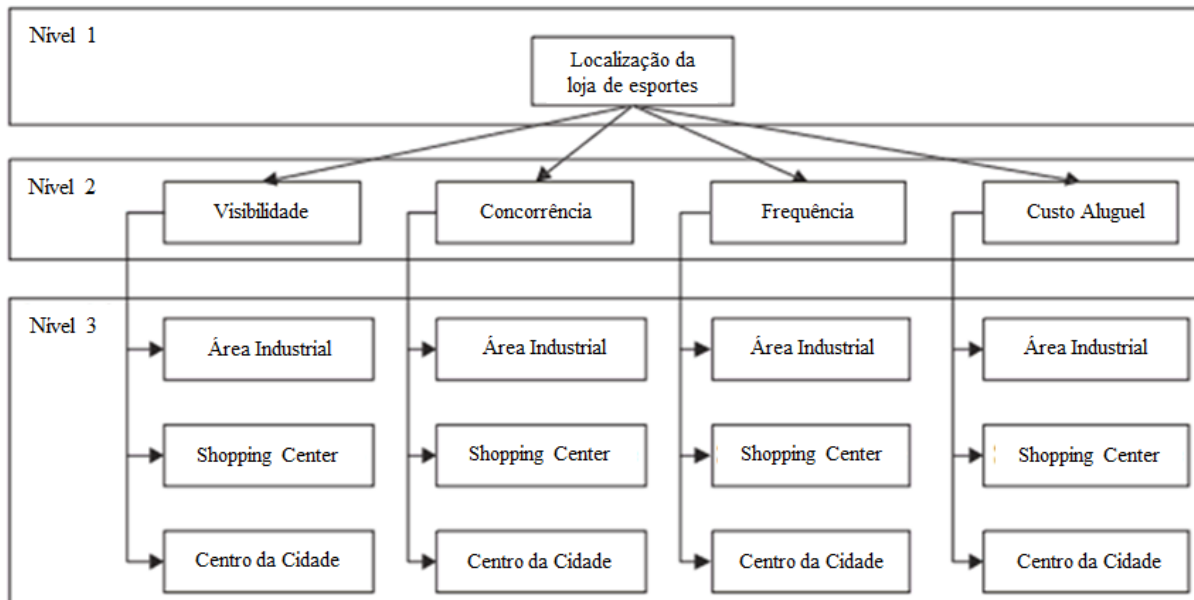 Nível 1
Localização da
loja de esportes
Nível 2
Visibilidade
Concorrência
Frequência
Custo Aluguel
Nível 3
Área Industrial
Área Industrial
Área Industrial
Área Industrial
Shopping Center
Shopping Center
Shopping Center
Shopping Center
Centro da Cidade
Centro da Cidade
Centro da Cidade
Centro da Cidade